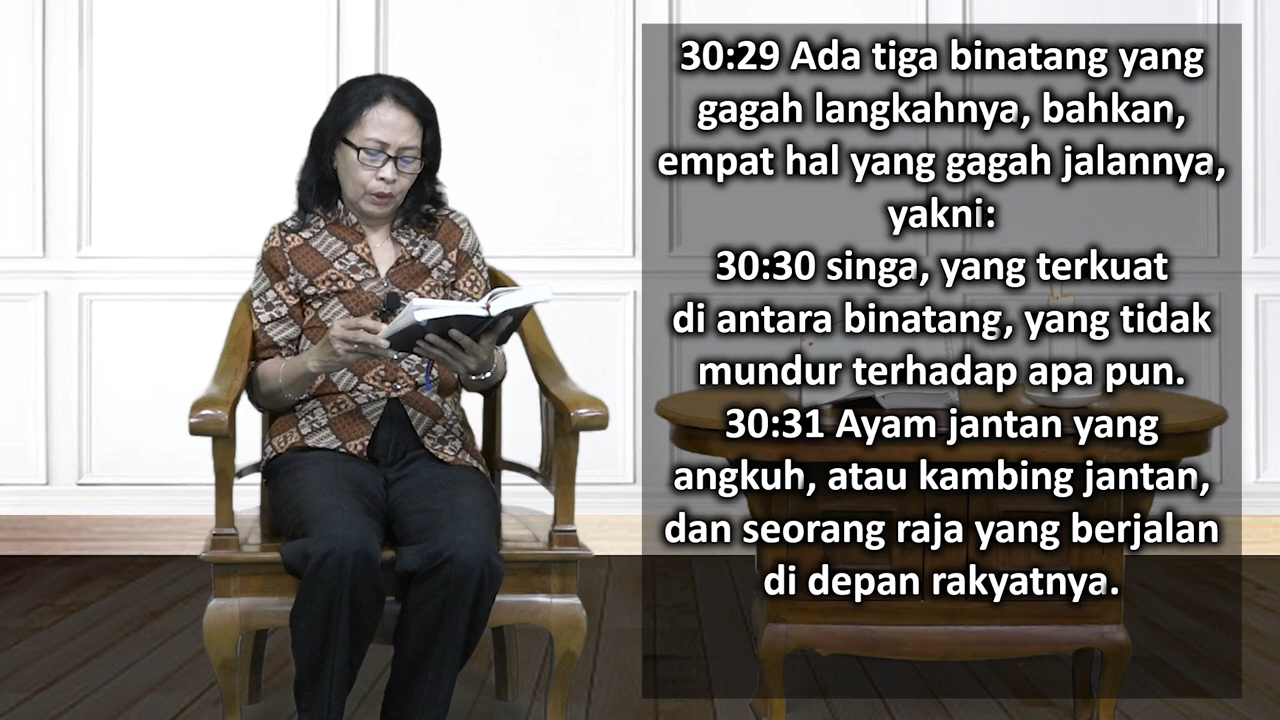 30:29 Ada tiga binatang yang
gagah langkahnya, bahkan,
empat hal yang gagah jalannya,
yakni:
30:30 singa, yang terkuat
di antara binatang, yang tidak
mundur terhadap apa pun.
30:31 Ayam jantan yang
angkuh, atau kambing jantan,
dan seorang raja yang berjalan
di depan rakyatnya.